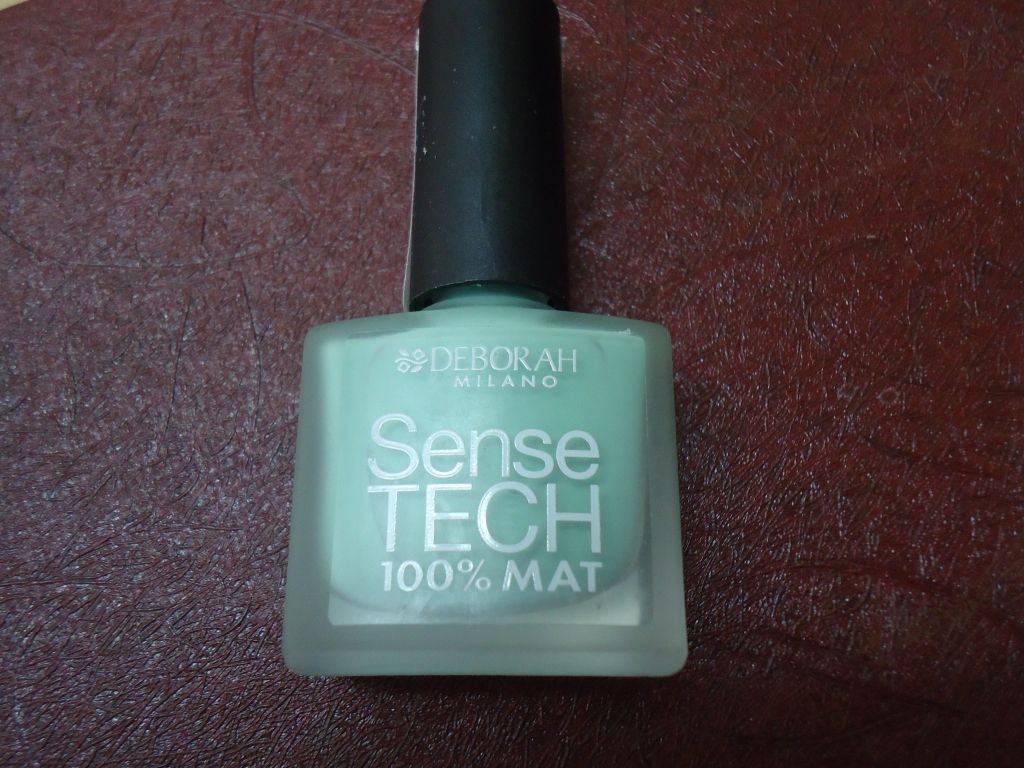 DEBORAH
MILANO
Sense
TECH
100% MAT